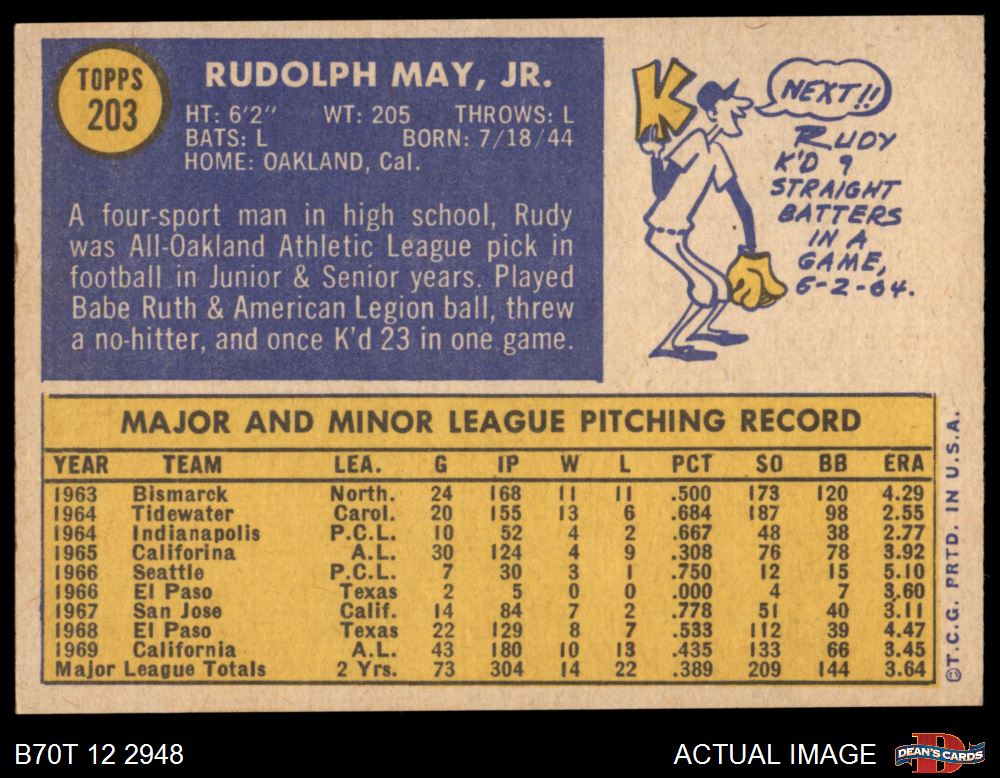 TOPPS
203
RUDOLPH MAY, JR.
HT: 6'2" WT: 205 THROWS: L
BATS: L BORN: 7/18/44
HOME: OAKLAND, Cal.
A four-sport man in high school, Rudy
was All-Oakland Athletic League pick in
football in Junior & Senior years. Played
Babe Ruth & American Legion ball, threw
a no-hitter, and once K'd 23 in one game.
K
NEXT!!
RUDY
K'D 9
STRAIGHT
BATTERS
IN A
GAME,
6-2-64.
MAJOR AND MINOR LEAGUE PITCHING RECORD
YEAR TEAM LEA. G IP W L PCT SO BB ERA
1963 Bismarck North. 24 168 11 11 .500 173 120 4.29
1964 Tidewater Carol. 20 155 13 6 .684 187 98 2.55
1964 Indianapolis P.C.L. 10 52 4 2 .667 48 38 2.77
1965 Califorina A.L. 30 124 4 9 .308 76 78 3.92
1966 Seattle P.C.L. 7 30 3 1 .750 12 15 5.10
1966 El Paso Texas 2 5 0 0 .000 4 7 3.60
1967 San Jose Calif. 14 84 7 2 .778 51 40 3.11
1968 El Paso Texas 22 129 8 7 .533 112 39 4.47
1969 California A.L. 43 180 10 13 .435 133 66 3.45
Major League Totals 2 Yrs. 73 304 14 22 .389 209 144 3.64
©T.C.G. PRTD. IN U.S.A.
B70T 12 2948
ACTUAL IMAGE
D
DEAN'S CARDS